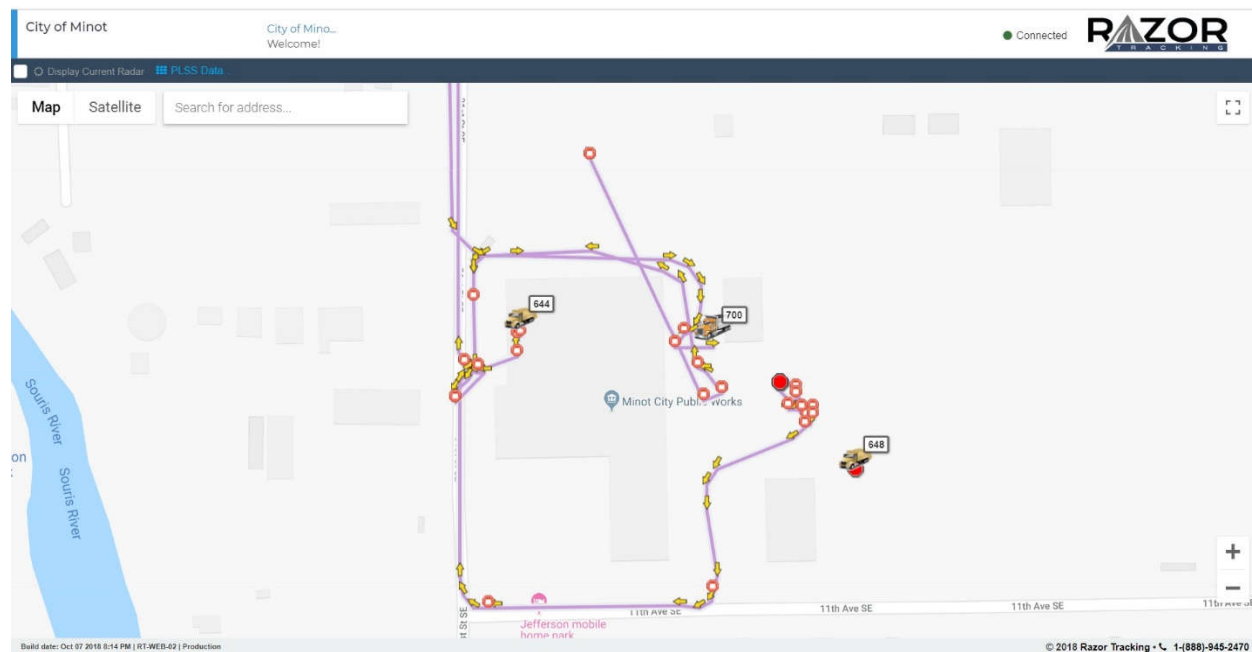 City of Minot
City of Mino...
Welcome!
Connected
RAZOR
TRACKING
Display Current Radar PLSS Data
Map Satellite Search for address...
644
700
Minot City Public Works
648
Souris River
Souris River
on
11th Ave SE
11th Ave SE
11th Ave SE
Jefferson mobile
home park
+
−
Build date: Oct 07 2018 8:14 PM | RT-WEB-02 | Production
© 2018 Razor Tracking • 1-(888)-945-2470